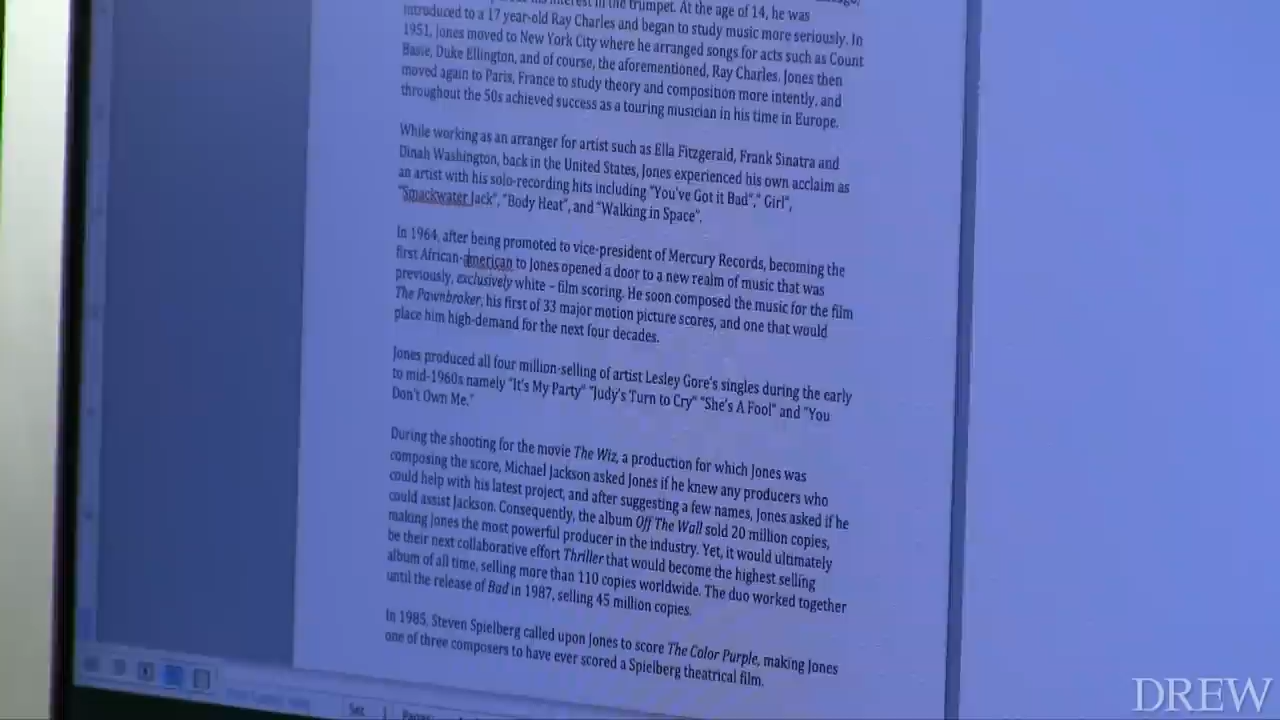 interest in the trumpet. At the age of 14, he was
introduced to a 17 year-old Ray Charles and began to study music more seriously. In
1951, Jones moved to New York City where he arranged songs for acts such as Count
Basie, Duke Ellington, and of course, the aforementioned, Ray Charles. Jones then
moved again to Paris, France to study theory and composition more intently, and
throughout the 50s achieved success as a touring musician in his time in Europe.
While working as an arranger for artist such as Ella Fitzgerald, Frank Sinatra and
Dinah Washington, back in the United States, Jones experienced his own acclaim as
an artist with his solo-recording hits including "You've Got it Bad"," Girl",
"Smackwater Jack", "Body Heat", and "Walking in Space".
In 1964, after being promoted to vice-president of Mercury Records, becoming the
first African-american to Jones opened a door to a new realm of music that was
previously, exclusively white – film scoring. He soon composed the music for the film
The Pawnbroker, his first of 33 major motion picture scores, and one that would
place him high-demand for the next four decades.
Jones produced all four million-selling of artist Lesley Gore's singles during the early
to mid-1960s namely "It's My Party" "Judy's Turn to Cry" "She's A Fool" and "You
Don't Own Me."
During the shooting for the movie The Wiz, a production for which Jones was
composing the score, Michael Jackson asked Jones if he knew any producers who
could help with his latest project, and after suggesting a few names, Jones asked if he
could assist Jackson. Consequently, the album Off The Wall sold 20 million copies,
making Jones the most powerful producer in the industry. Yet, it would ultimately
be their next collaborative effort Thriller that would become the highest selling
album of all time, selling more than 110 copies worldwide. The duo worked together
until the release of Bad in 1987, selling 45 million copies.
In 1985, Steven Spielberg called upon Jones to score The Color Purple, making Jones
one of three composers to have ever scored a Spielberg theatrical film.
Sec
DREW